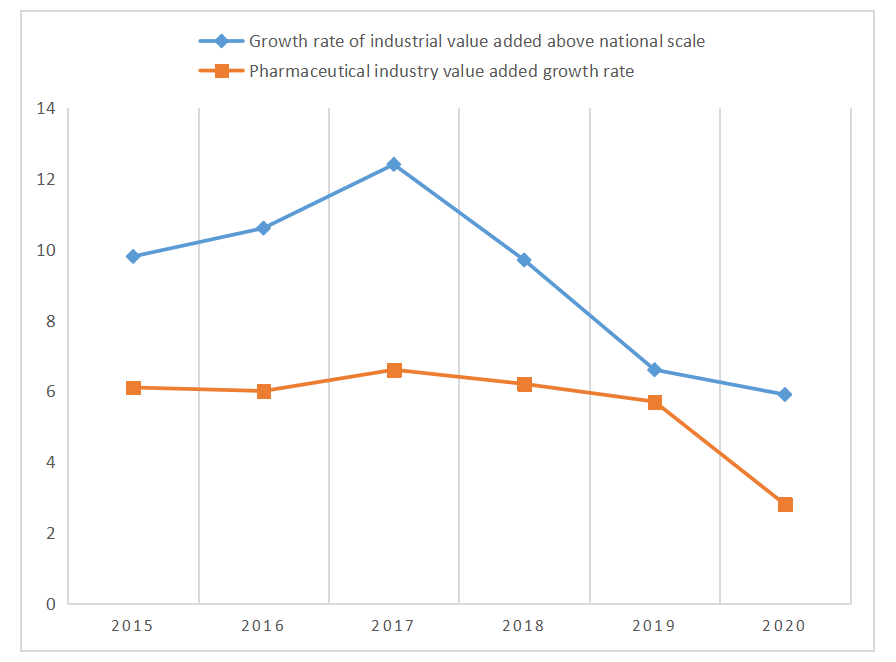 Growth rate of industrial value added above national scale
Pharmaceutical industry value added growth rate
14
12
10
8
6
4
2
0
2015 2016 2017 2018 2019 2020